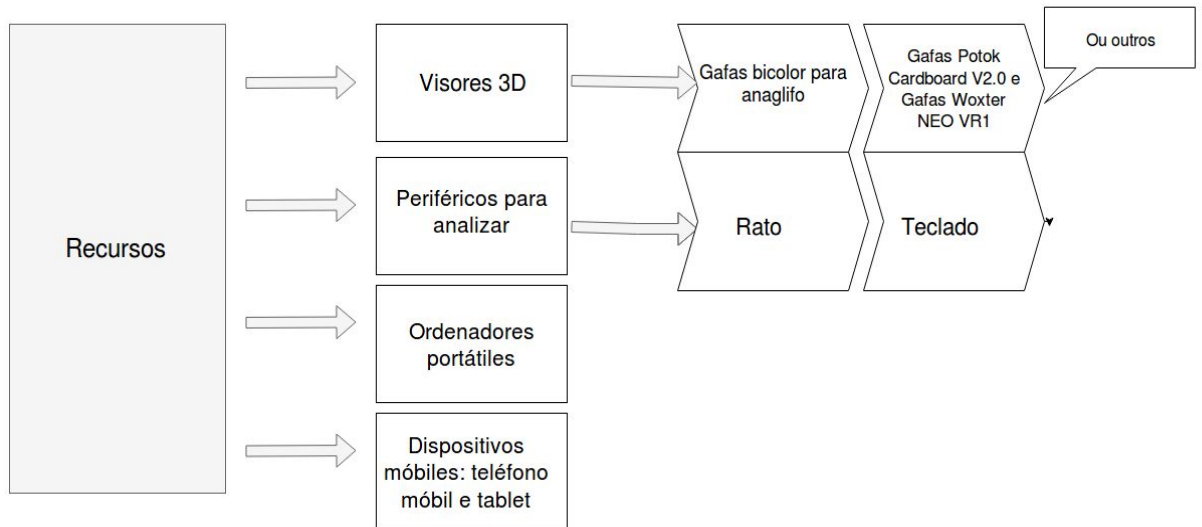 Recursos
Visores 3D
Gafas bicolor para
anaglifo
Gafas Potok
Cardboard V2.0 e
Gafas Woxter
NEO VR1
Ou outros
Periféricos para
analizar
Rato
Teclado
Ordenadores
portátiles
Dispositivos
móbiles: teléfono
móbil e tablet